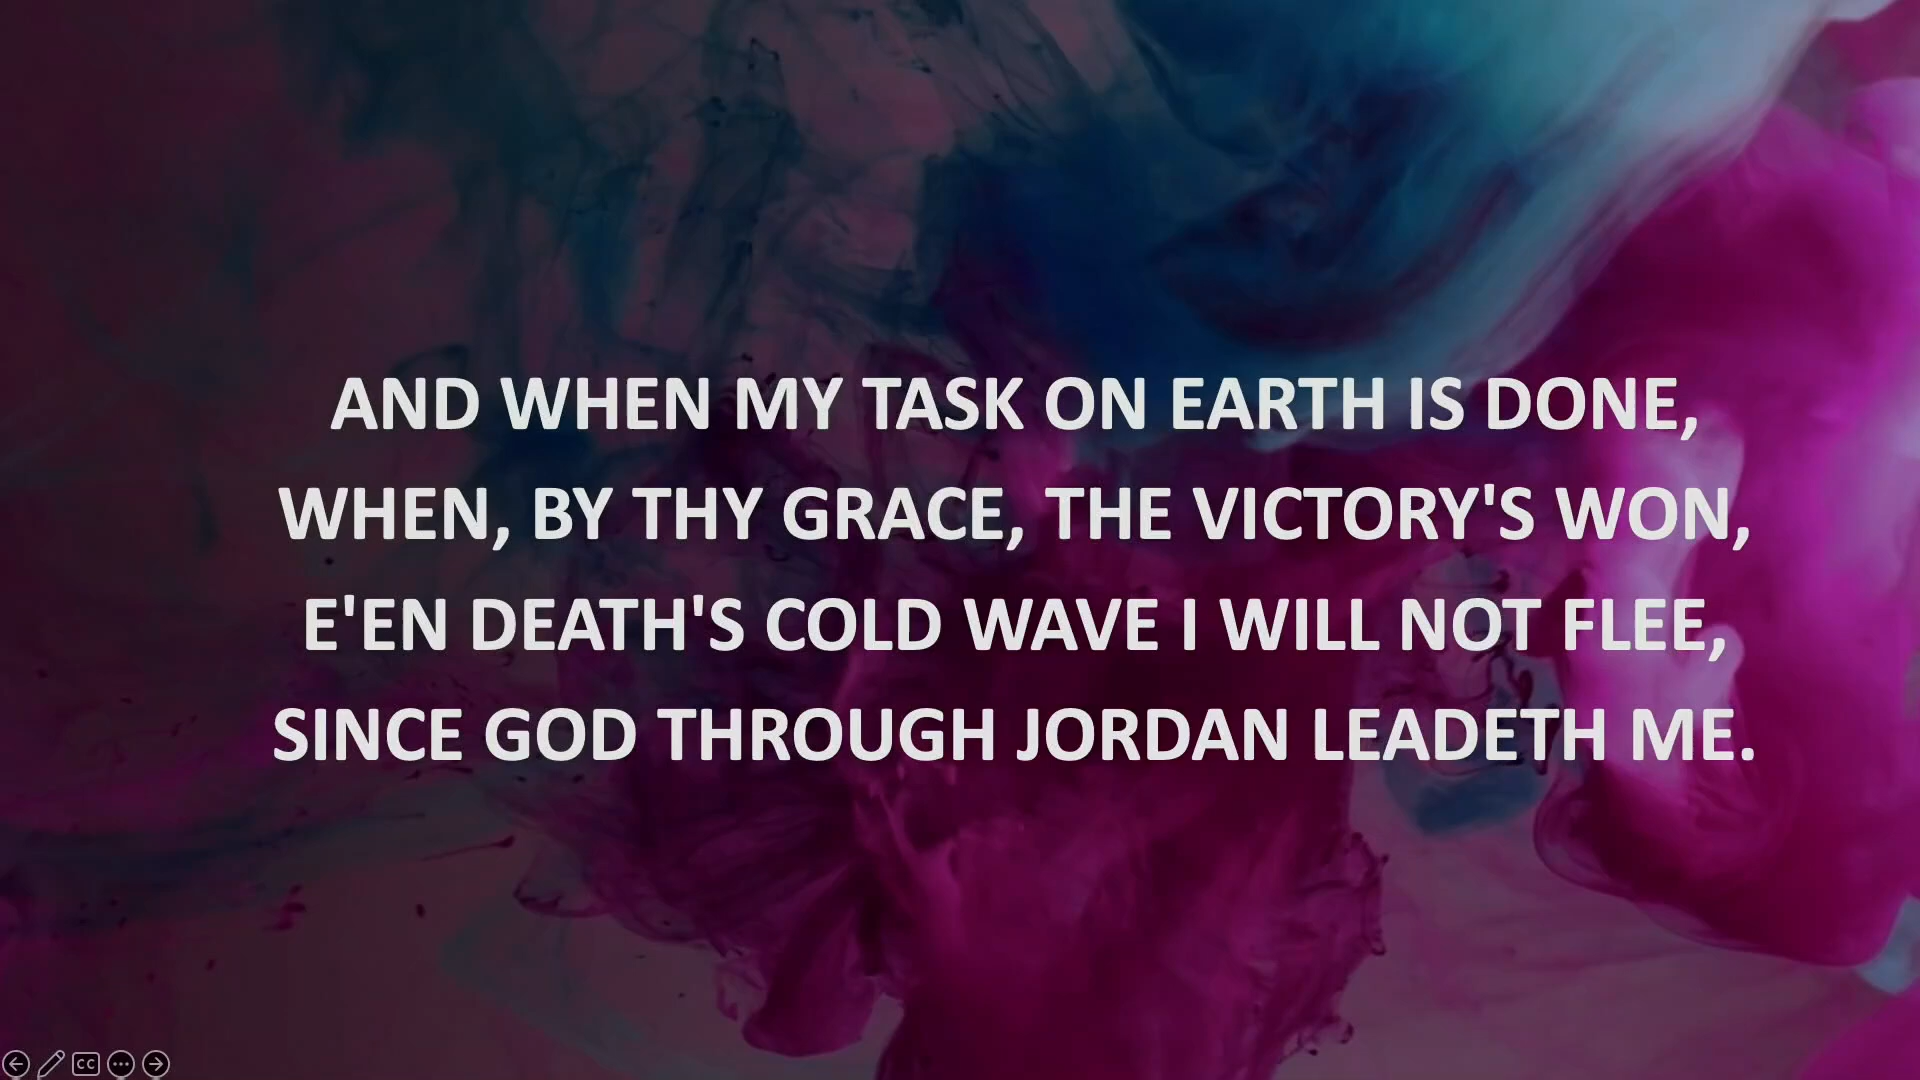 AND WHEN MY TASK ON EARTH IS DONE,
WHEN, BY THY GRACE, THE VICTORY'S WON,
E'EN DEATH'S COLD WAVE I WILL NOT FLEE,
SINCE GOD THROUGH JORDAN LEADETH ME.
CC